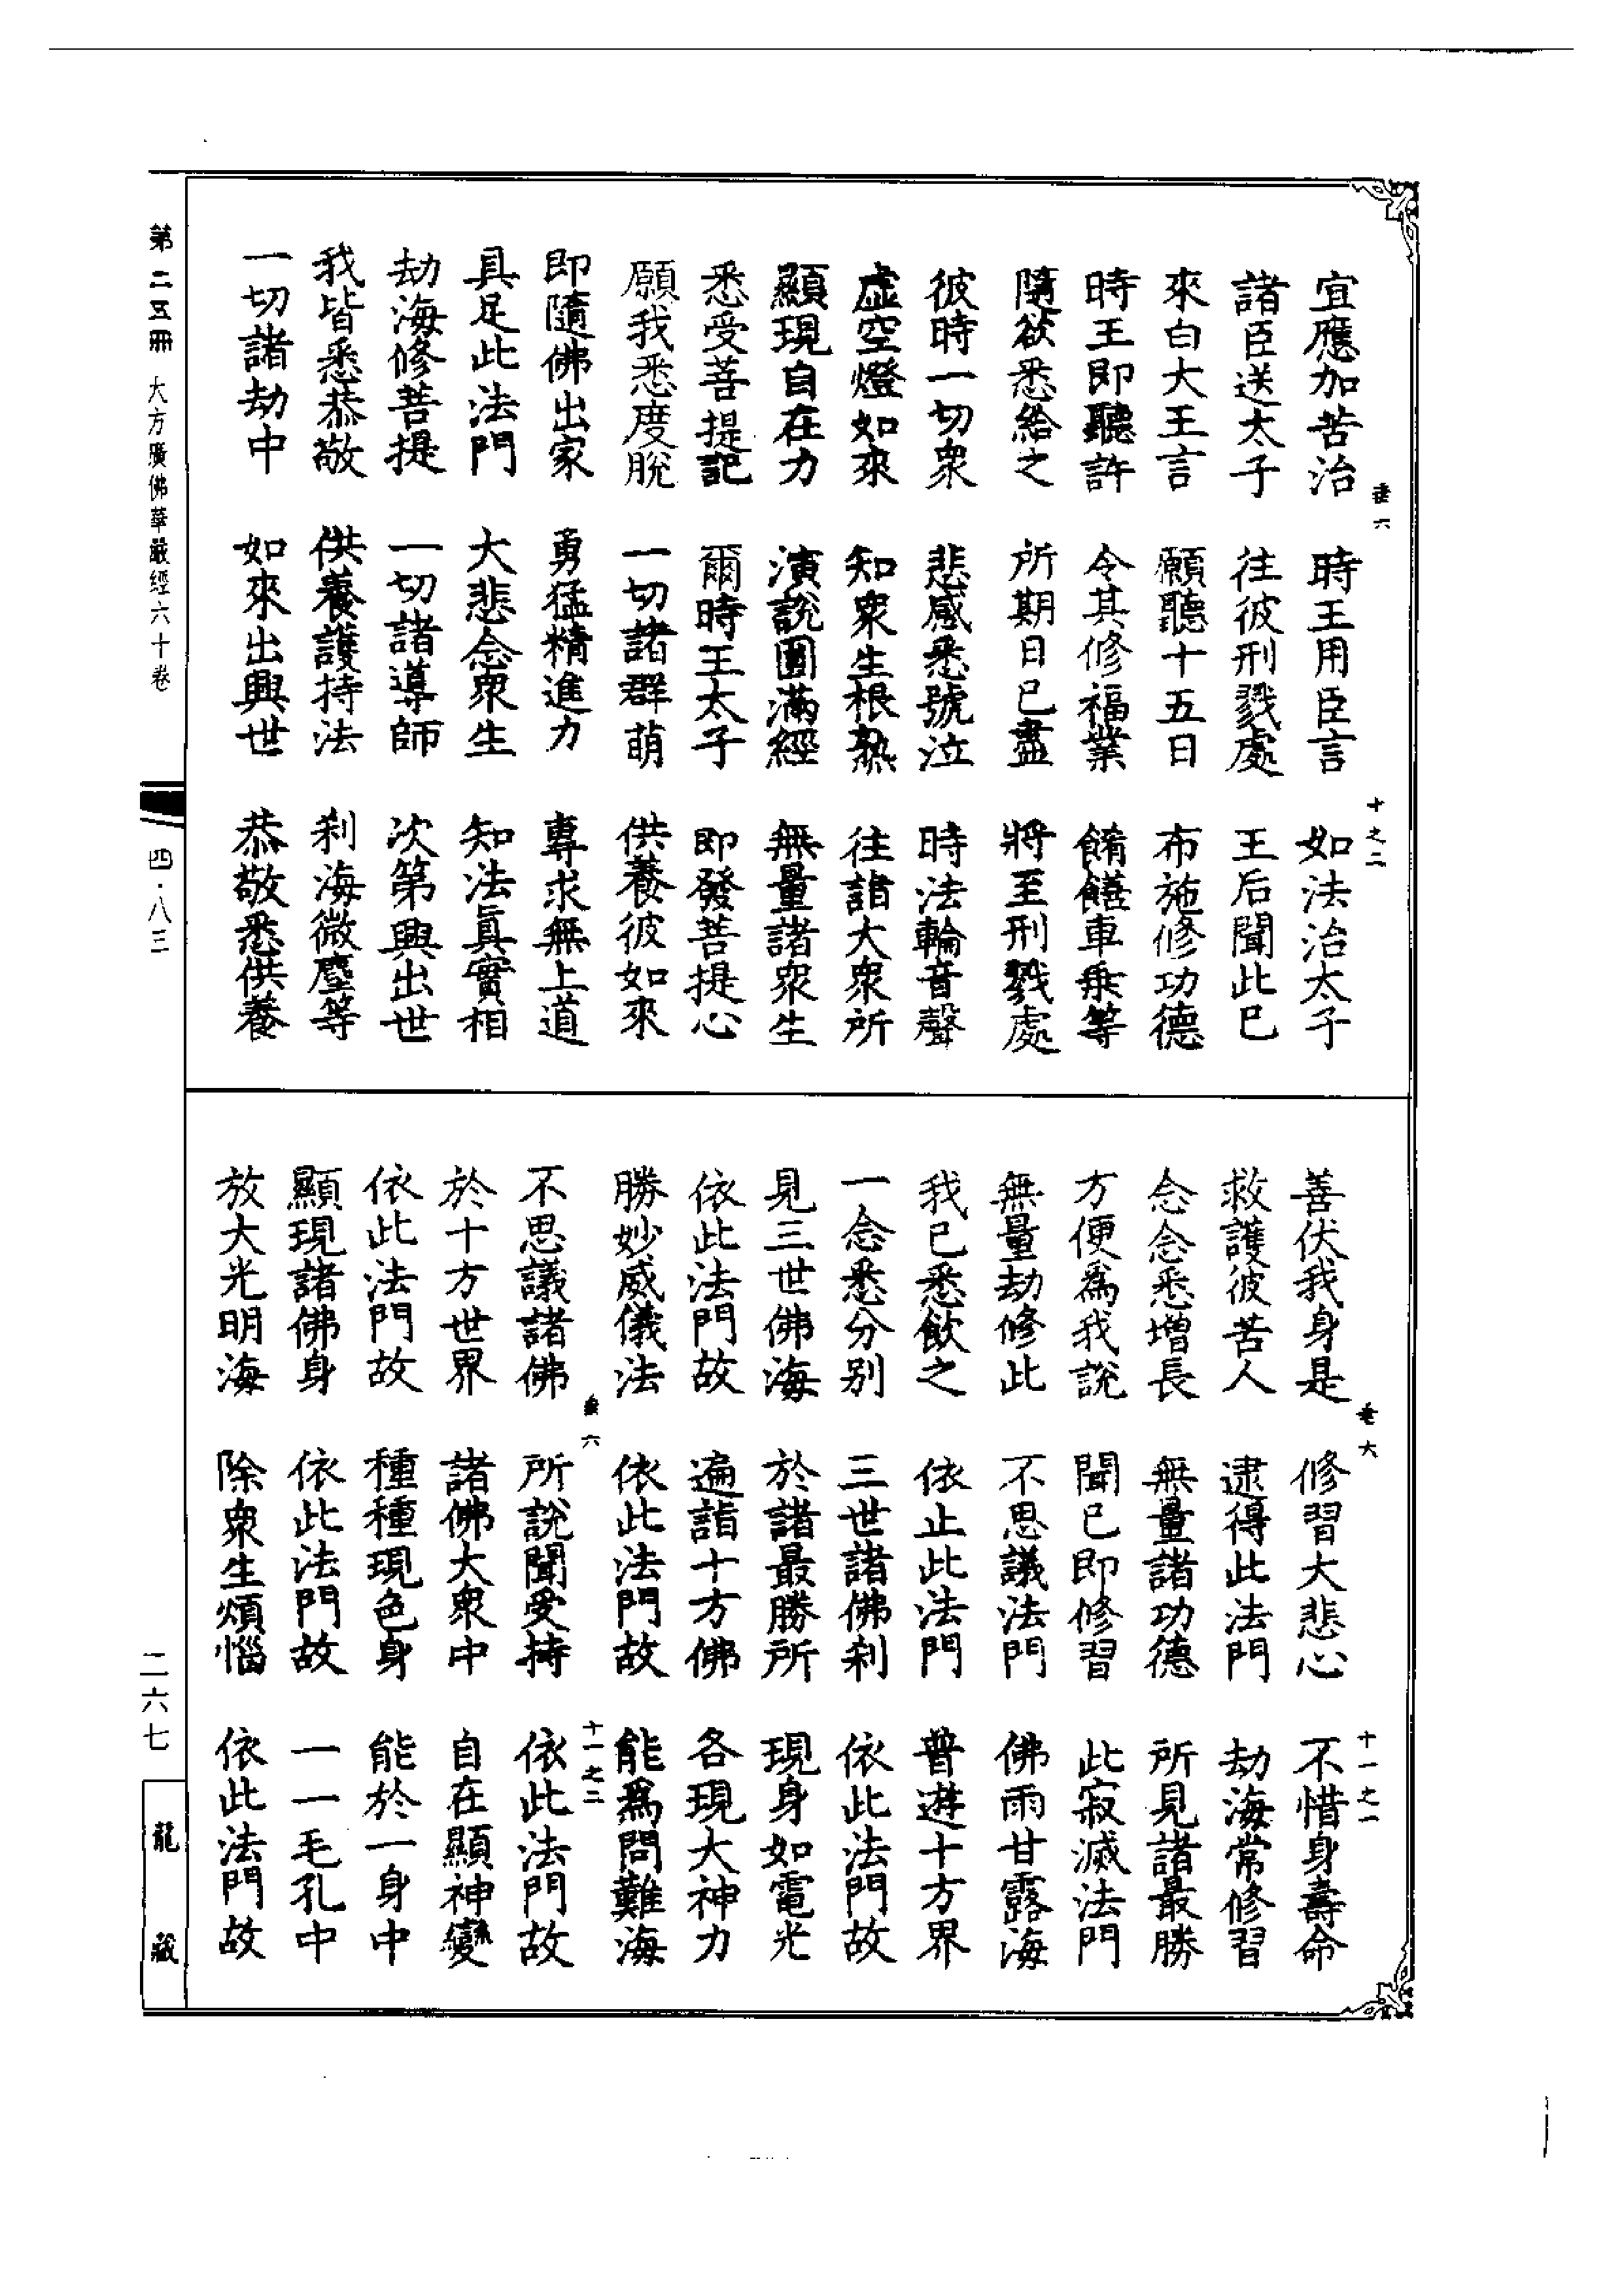 宜應加苦治　時王用臣言　如法治太子
諸臣送太子　往彼刑戮處　王后聞此已
來白大王言　願聽十五日　布施修功德
時王即聽許　令其修福業　餚饍車乗等
隨欲悉給之　所期日已盡　將至刑戮處
彼時一切衆　悲感悉號泣　時法輪音聲
虛空燈如來　知衆生根熟　往詣大衆所
顯現自在力　演說圓滿經　無量諸衆生
悉受菩提記　爾時王太子　即發菩提心
願我悉度脫　一切諸群萌　供養彼如來
即隨佛出家　勇猛精進力　專求無上道
具足此法門　大悲念衆生　知法眞實相
劫海修菩提　一切諸導師　次第興出世
我皆悉恭敬　供養護持法　刹海微塵等
一切諸劫中　如來出興世　恭敬悉供養
垂六　十之二
善伏我身是　修習大悲心　不惜身壽命
救護彼苦人　逮得此法門　劫海常修習
念念悉增長　無量諸功德　所見諸最勝
方便爲我說　聞已即修習　此寂滅法門
無量劫修此　不思議法門　佛雨甘露海
我已悉飲之　依止此法門　普遊十方界
一念悉分别　三世諸佛刹　依此法門故
見三世佛海　於諸最勝所　現身如電光
依此法門故　遍詣十方佛　各現大神力
勝妙威儀法　依此法門故　能爲問難海
不思議諸佛　所說聞受持　依此法門故
於十方世界　諸佛大衆中　自在顯神變
依此法門故　種種現色身　能於一身中
顯現諸佛身　依此法門故　一一毛孔中
放大光明海　除衆生煩惱　依此法門故
垂六　十一之一
垂六　十一之二
第二五冊　大方廣佛華嚴經六十卷
四·八三
二六七
龍藏